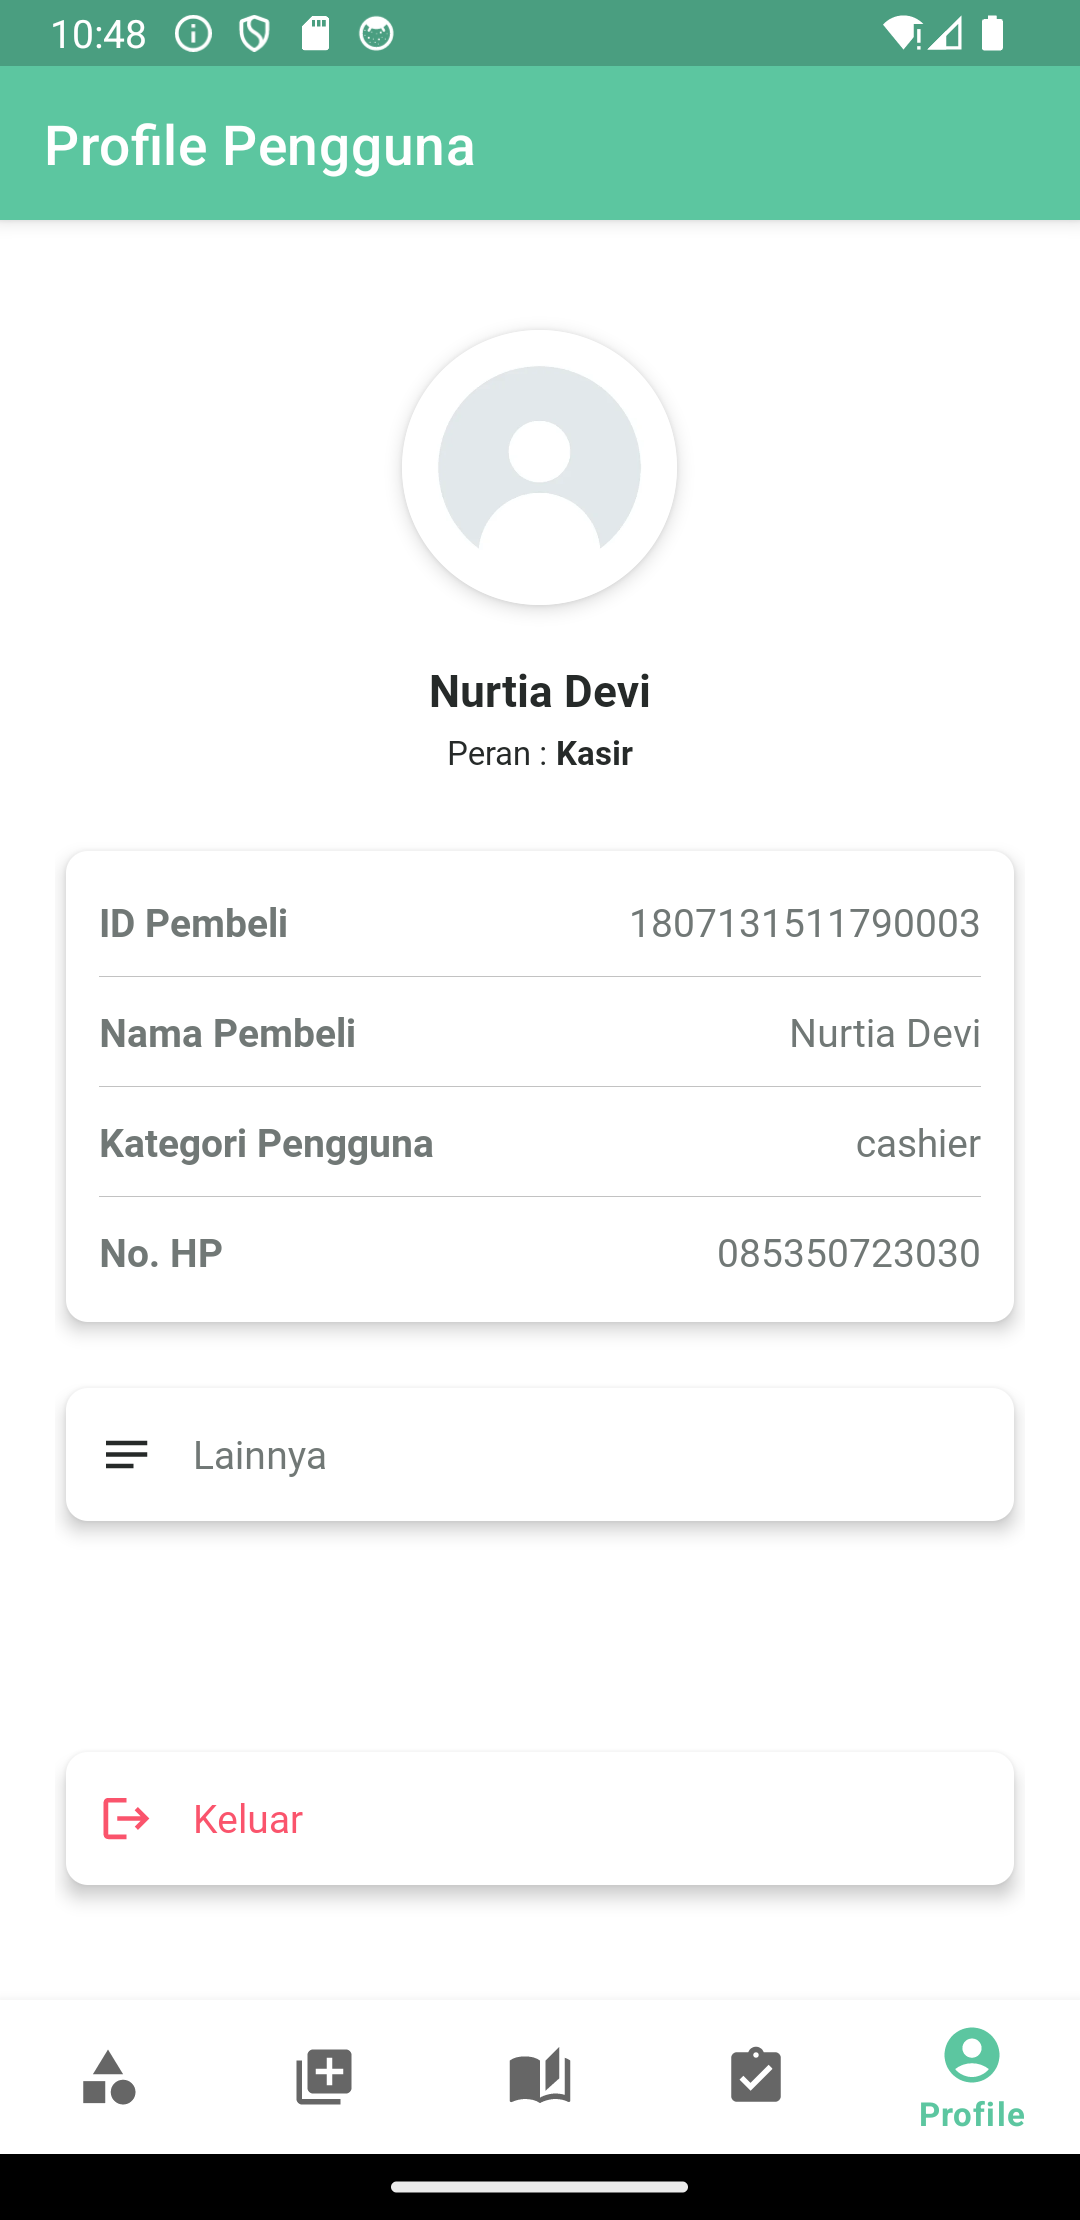 10:48
Profile Pengguna
Nurtia Devi
Peran : Kasir
ID Pembeli 1807131511790003
Nama Pembeli Nurtia Devi
Kategori Pengguna cashier
No. HP 085350723030
Lainnya
Keluar
Profile